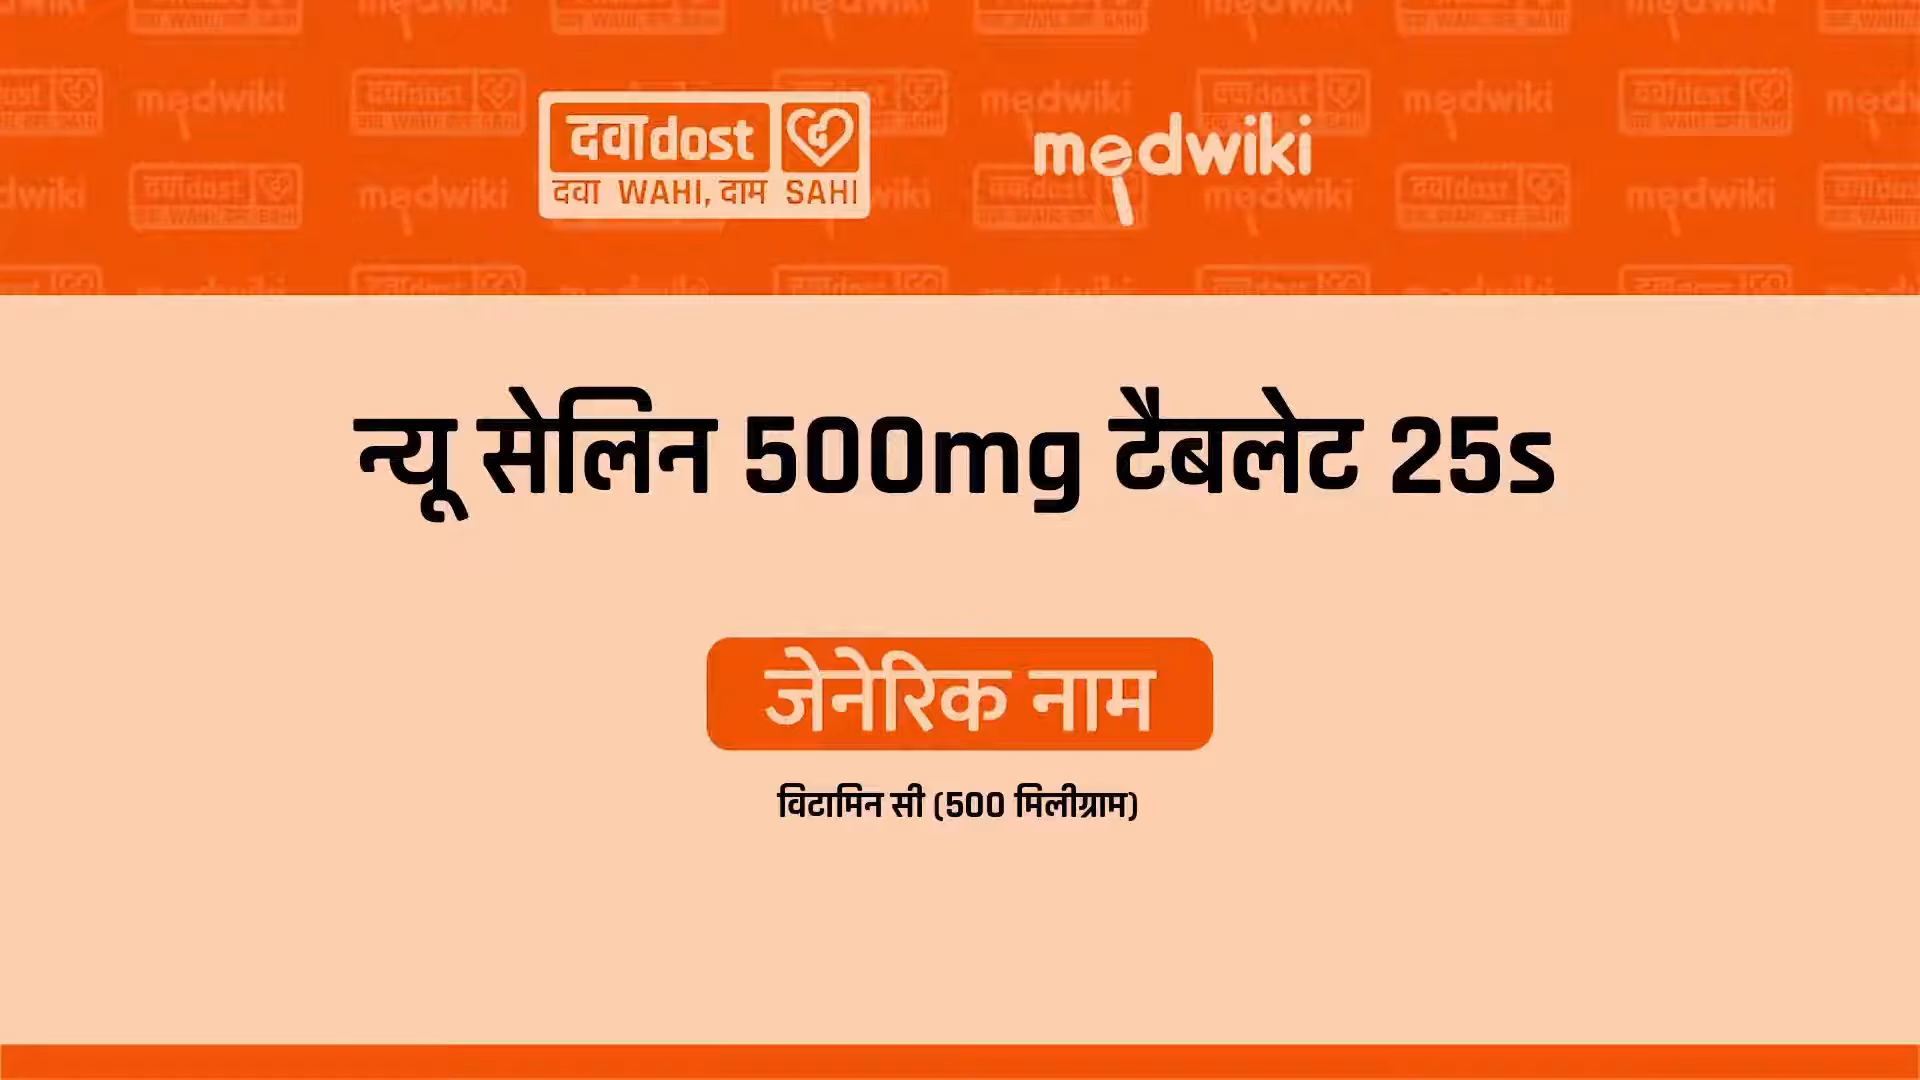 दवाdost
दवा WAHI, दाम SAHI
medwiki
न्यू सेलिन 500mg टैबलेट 25s
जेनेरिक नाम
विटामिन सी (500 मिलीग्राम)